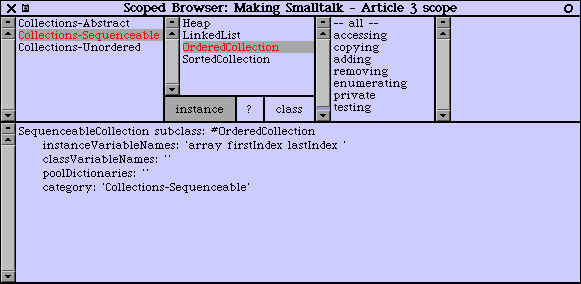 Scoped Browser: Making Smalltalk - Article 3 scope
Collections-Abstract
Collections-Sequenceable
Collections-Unordered
Heap
LinkedList
OrderedCollection
SortedCollection
instance
?
class
-- all --
accessing
copying
adding
removing
enumerating
private
testing
SequenceableCollection subclass: #OrderedCollection
instanceVariableNames: 'array firstIndex lastIndex '
classVariableNames: ''
poolDictionaries: ''
category: 'Collections-Sequenceable'